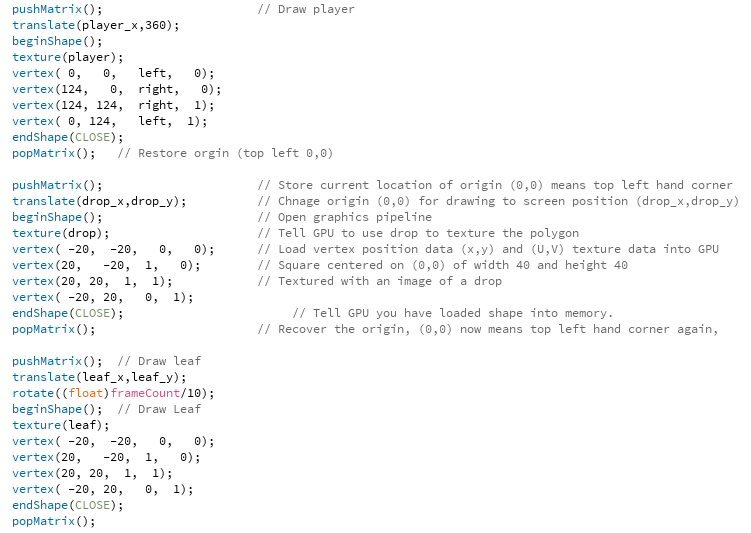 pushMatrix();                      // Draw player
translate(player_x,360);
beginShape();
texture(player);
vertex( 0,   0,   left,   0);
vertex(124,   0,  right,   0);
vertex(124, 124,  right,  1);
vertex( 0, 124,   left,  1);
endShape(CLOSE);
popMatrix();   // Restore orgin (top left 0,0)

pushMatrix();                      // Store current location of origin (0,0) means top left hand corner
translate(drop_x,drop_y);          // Chnage origin (0,0) for drawing to screen position (drop_x,drop_y)
beginShape();                      // Open graphics pipeline
texture(drop);                     // Tell GPU to use drop to texture the polygon
vertex( -20,  -20,   0,   0);      // Load vertex position data (x,y) and (U,V) texture data into GPU
vertex(20,   -20,  1,   0);        // Square centered on (0,0) of width 40 and height 40
vertex(20, 20,  1,  1);            // Textured with an image of a drop
vertex( -20, 20,   0,  1);
endShape(CLOSE);                        // Tell GPU you have loaded shape into memory.
popMatrix();                       // Recover the origin, (0,0) now means top left hand corner again,

pushMatrix();  // Draw leaf
translate(leaf_x,leaf_y);
rotate((float)frameCount/10);
beginShape();  // Draw Leaf
texture(leaf);
vertex( -20,  -20,   0,   0);
vertex(20,   -20,  1,   0);
vertex(20, 20,  1,  1);
vertex( -20, 20,   0,  1);
endShape(CLOSE);
popMatrix();